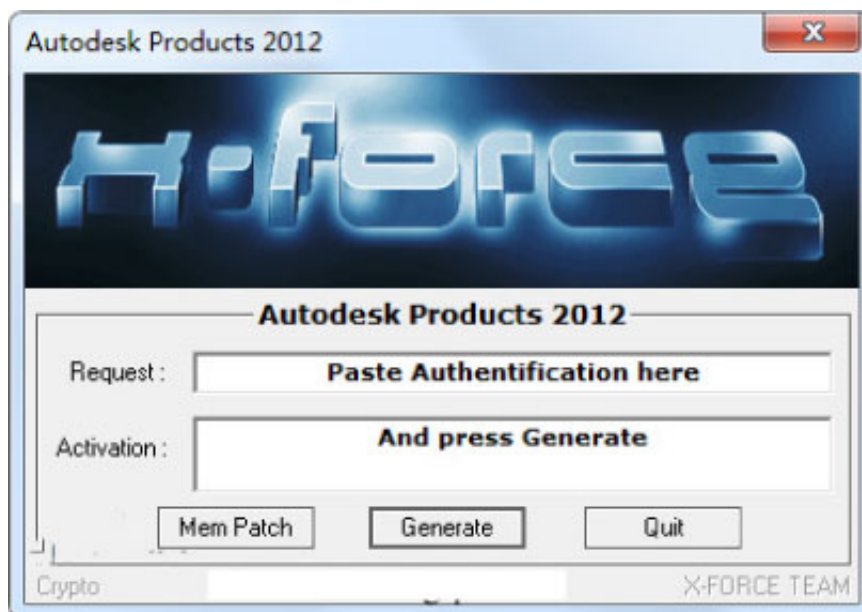 Autodesk Products 2012
x
X-force
Autodesk Products 2012
Request :
Paste Authentification here
Activation :
And press Generate
Mem Patch
Generate
Quit
Crypto
X-FORCE TEAM